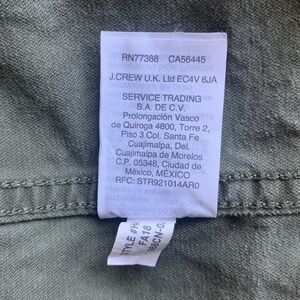 RN77388 CA56445
J.CREW U.K. Ltd EC4V 6JA
SERVICE TRADING
S.A. DE C.V.
Prolongación Vasco
de Quiroga 4800, Torre 2,
Piso 3 Col. Santa Fe
Cuajimalpa, Del.
Cuajimalpa de Morelos
C.P. 05348, Ciudad de
México, MÉXICO
RFC: STR921014AR0
STYLE
FA18